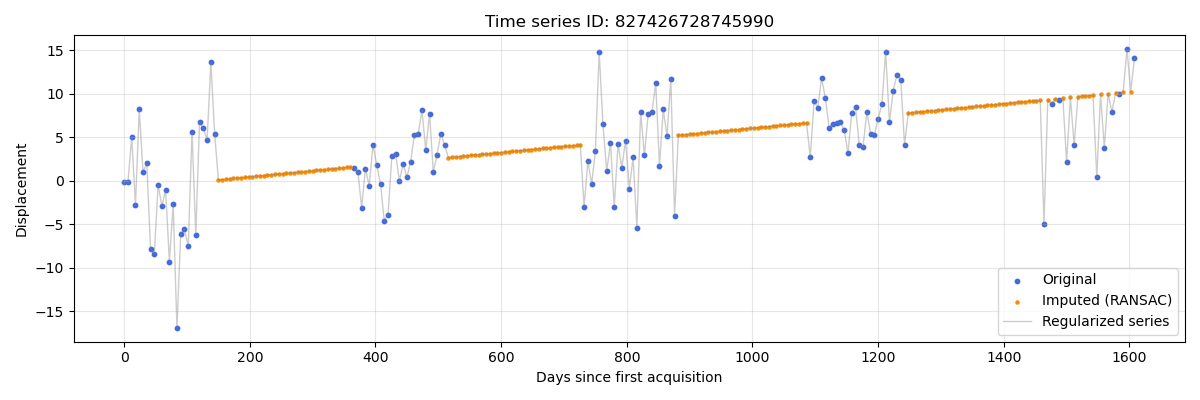 Time series ID: 827426728745990
Displacement
15
10
5
0
−5
−10
−15
0 200 400 600 800 1000 1200 1400 1600
Days since first acquisition
Original
Imputed (RANSAC)
Regularized series